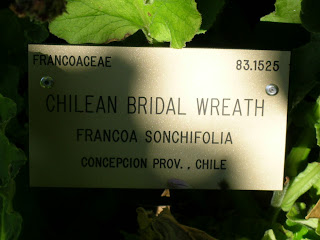 FRANCOACEAE 83.1525
CHILEAN BRIDAL WREATH
FRANCOA SONCHIFOLIA
CONCEPCION PROV., CHILE